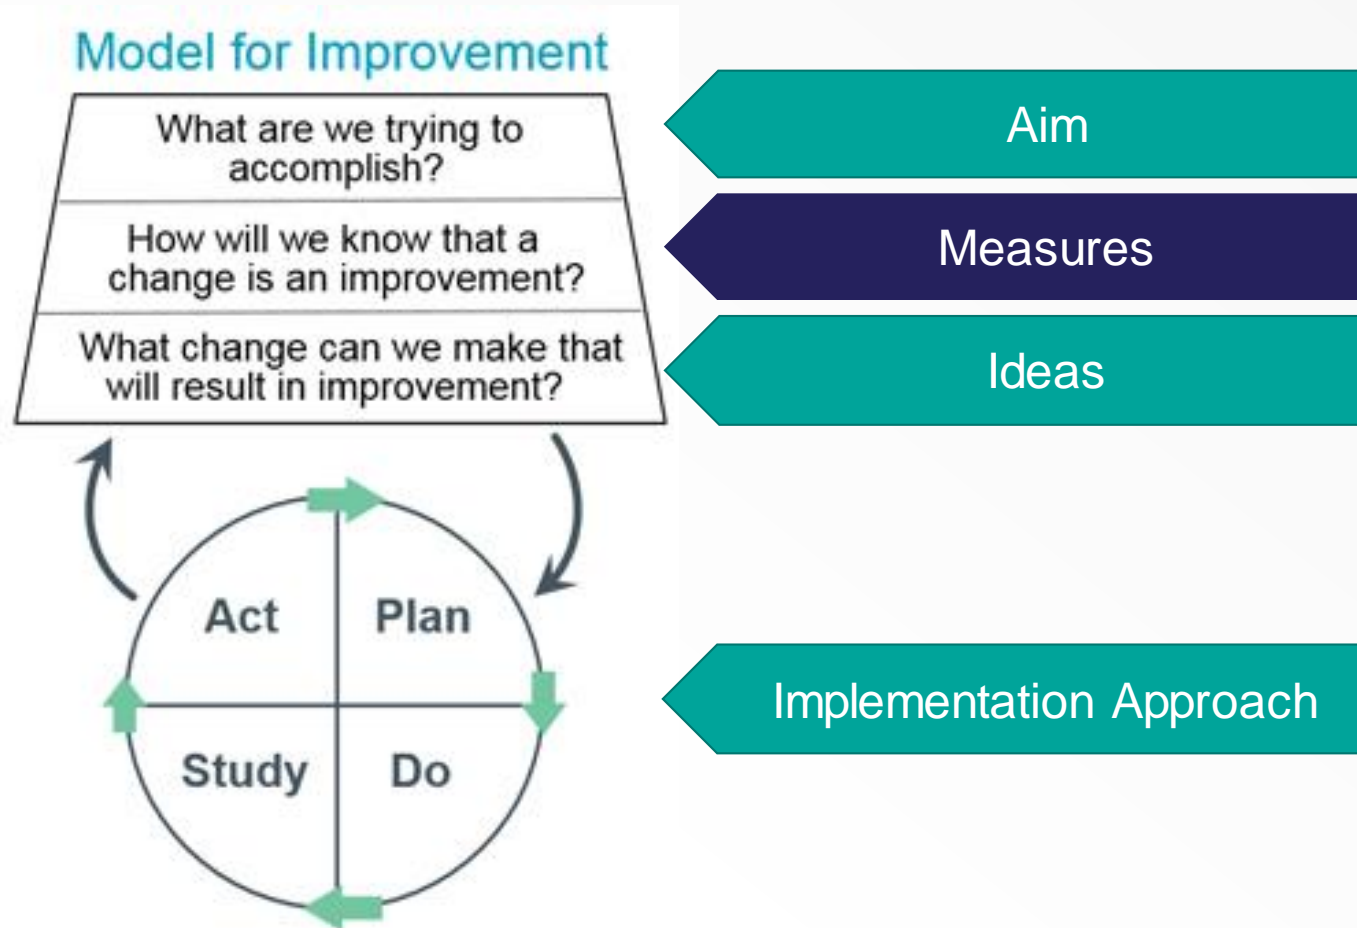 Model for Improvement
What are we trying to
accomplish?
Aim
How will we know that a
change is an improvement?
Measures
What change can we make that
will result in improvement?
Ideas
Act
Plan
Study
Do
Implementation Approach